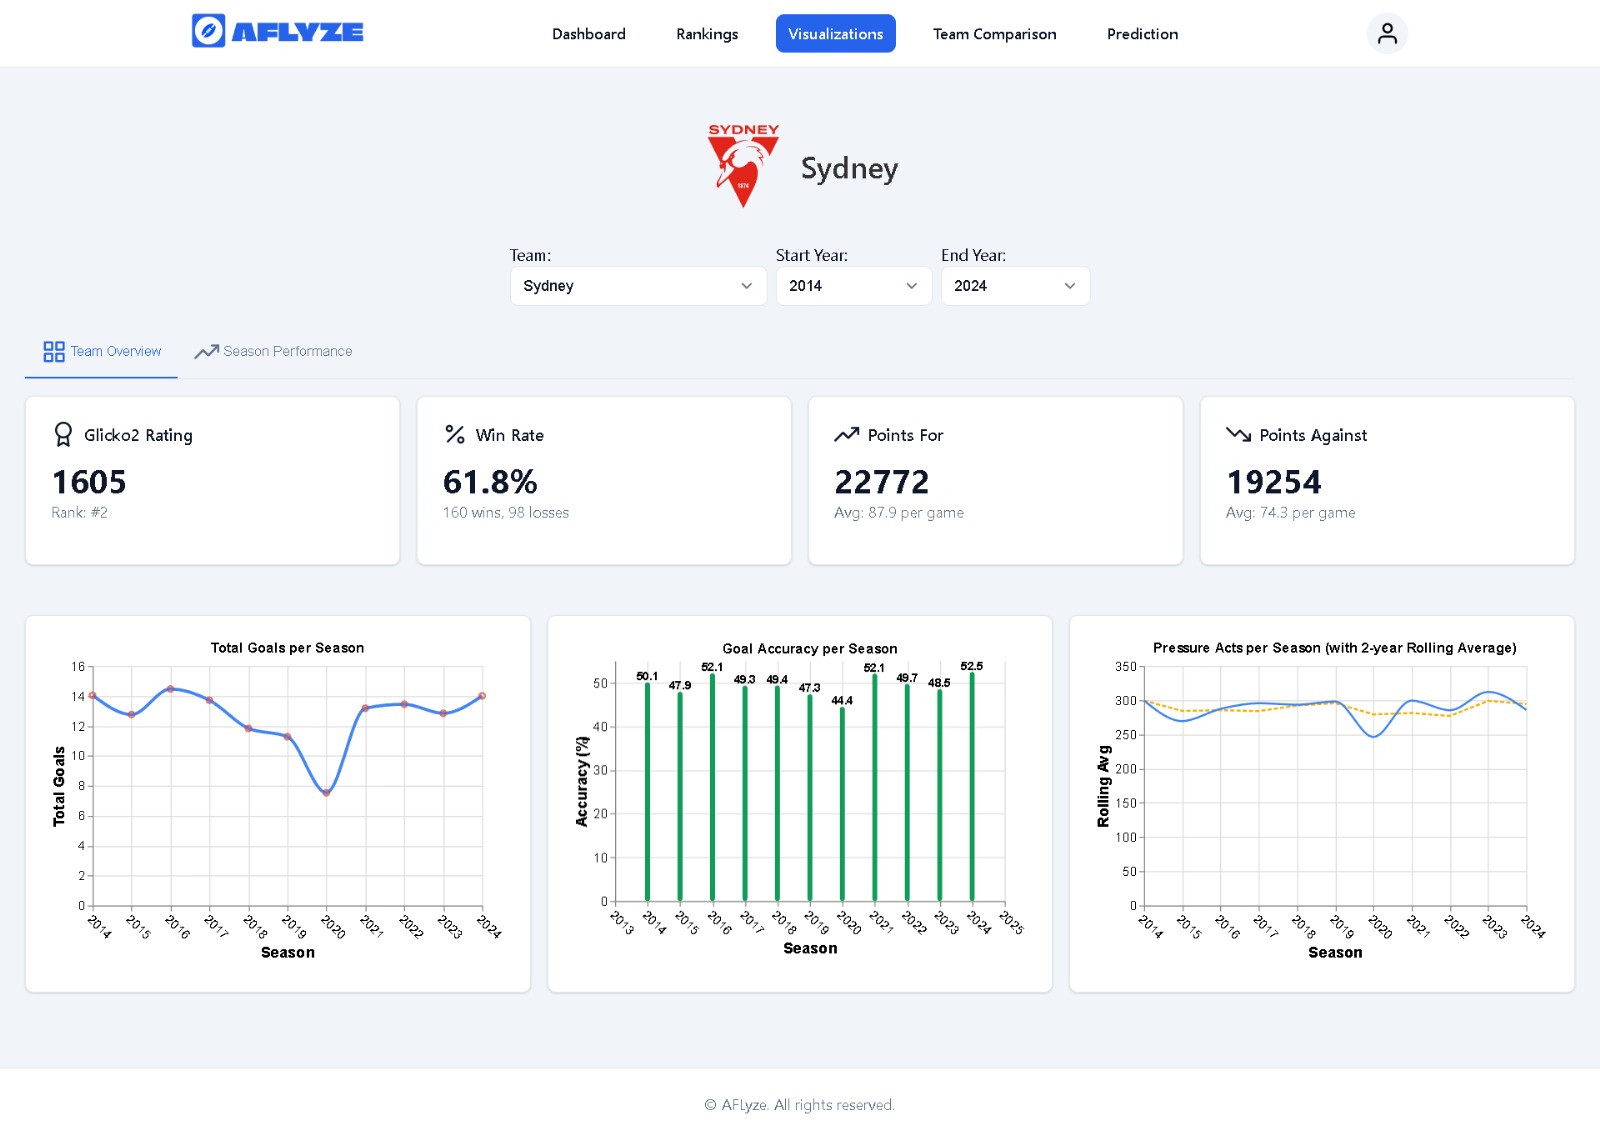 AFLYZE
Dashboard
Rankings
Visualizations
Team Comparison
Prediction
SYDNEY
1874
Sydney
Team:
Start Year:
End Year:
Sydney
2014
2024
Team Overview
Season Performance
Glicko2 Rating
1605
Rank: #2
Win Rate
61.8%
160 wins, 98 losses
Points For
22772
Avg: 87.9 per game
Points Against
19254
Avg: 74.3 per game
Total Goals per Season
Total Goals
16
14
12
10
8
6
4
2
0
2014
2015
2016
2017
2018
2019
2020
2021
2022
2023
2024
Season
Goal Accuracy per Season
Accuracy (%)
50
40
30
20
10
0
50.1
47.9
52.1
49.3
49.4
47.3
44.4
52.1
49.7
48.5
52.5
2013
2014
2015
2016
2017
2018
2019
2020
2021
2022
2023
2024
2025
Season
Pressure Acts per Season (with 2-year Rolling Average)
Rolling Avg
350
300
250
200
150
100
50
0
2014
2015
2016
2017
2018
2019
2020
2021
2022
2023
2024
Season
© AFLyze. All rights reserved.